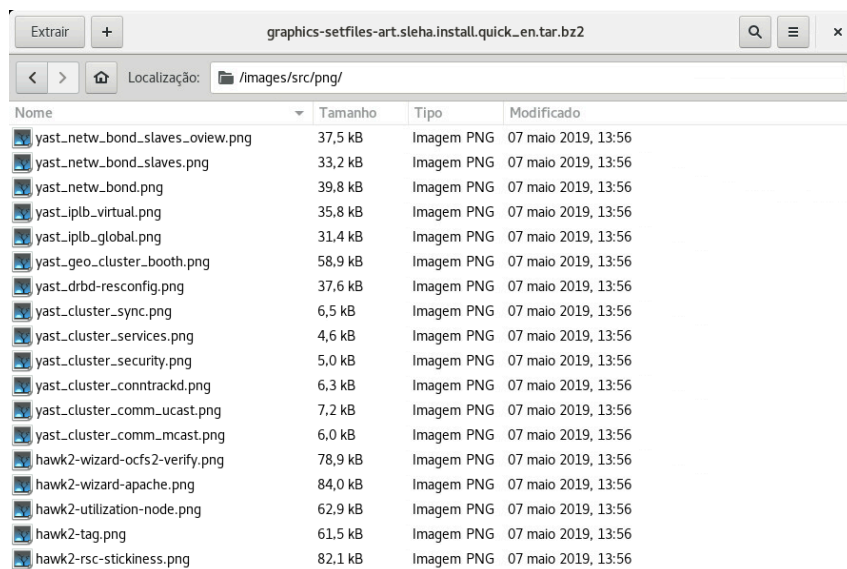 Extrair + graphics-setfiles-art.sleha.install.quick_en.tar.bz2
Localização: /images/src/png/
Nome Tamanho Tipo Modificado
yast_netw_bond_slaves_oview.png 37,5 kB Imagem PNG 07 maio 2019, 13:56
yast_netw_bond_slaves.png 33,2 kB Imagem PNG 07 maio 2019, 13:56
yast_netw_bond.png 39,8 kB Imagem PNG 07 maio 2019, 13:56
yast_iplb_virtual.png 35,8 kB Imagem PNG 07 maio 2019, 13:56
yast_iplb_global.png 31,4 kB Imagem PNG 07 maio 2019, 13:56
yast_geo_cluster_booth.png 58,9 kB Imagem PNG 07 maio 2019, 13:56
yast_drbd-resconfig.png 37,6 kB Imagem PNG 07 maio 2019, 13:56
yast_cluster_sync.png 6,5 kB Imagem PNG 07 maio 2019, 13:56
yast_cluster_services.png 4,6 kB Imagem PNG 07 maio 2019, 13:56
yast_cluster_security.png 5,0 kB Imagem PNG 07 maio 2019, 13:56
yast_cluster_conntrackd.png 6,3 kB Imagem PNG 07 maio 2019, 13:56
yast_cluster_comm_ucast.png 7,2 kB Imagem PNG 07 maio 2019, 13:56
yast_cluster_comm_mcast.png 6,0 kB Imagem PNG 07 maio 2019, 13:56
hawk2-wizard-ocfs2-verify.png 78,9 kB Imagem PNG 07 maio 2019, 13:56
hawk2-wizard-apache.png 84,0 kB Imagem PNG 07 maio 2019, 13:56
hawk2-utilization-node.png 62,9 kB Imagem PNG 07 maio 2019, 13:56
hawk2-tag.png 61,5 kB Imagem PNG 07 maio 2019, 13:56
hawk2-rsc-stickiness.png 82,1 kB Imagem PNG 07 maio 2019, 13:56